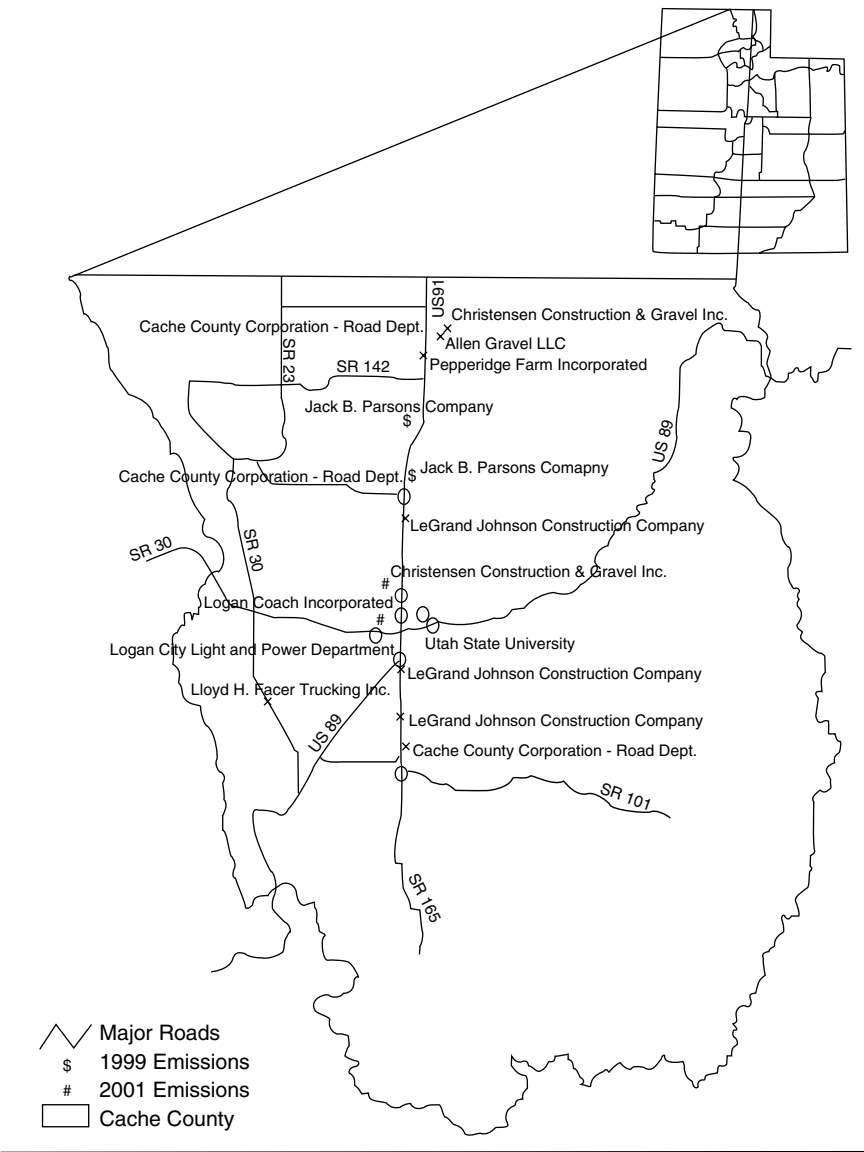 US91
Christensen Construction & Gravel Inc.
Cache County Corporation - Road Dept.
Allen Gravel LLC
SR 23
Pepperidge Farm Incorporated
SR 142
Jack B. Parsons Company
$
US 89
Jack B. Parsons Comapny
Cache County Corporation - Road Dept. $
LeGrand Johnson Construction Company
SR 30
SR 30
Christensen Construction & Gravel Inc.
#
Logan Coach Incorporated
#
Utah State University
Logan City Light and Power Department
LeGrand Johnson Construction Company
Lloyd H. Facer Trucking Inc.
LeGrand Johnson Construction Company
US 89
Cache County Corporation - Road Dept.
SR 101
SR 165
Major Roads
$ 1999 Emissions
# 2001 Emissions
Cache County